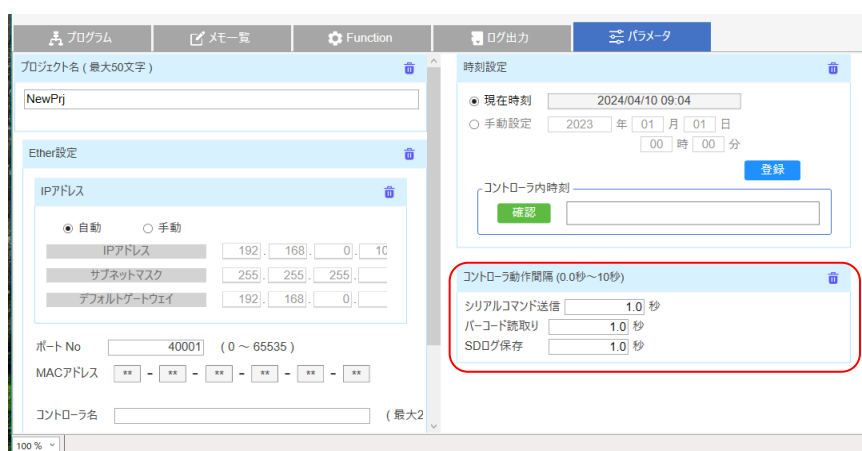 プログラム メモ一覧 Function ログ出力 パラメータ
プロジェクト名 ( 最大50文字 )
NewPrj
Ether設定
IPアドレス
自動 手動
IPアドレス 192 . 168 . 0 . 10
サブネットマスク 255 . 255 . 255 .
デフォルトゲートウェイ 192 . 168 . 0 .
ポート No 40001 ( 0 ～ 65535 )
MACアドレス ** - ** - ** - ** - ** - **
コントローラ名 ( 最大2
時刻設定
現在時刻 2024/04/10 09:04
手動設定 2023 年 01 月 01 日
00 時 00 分
登録
コントローラ内時刻
確認
コントローラ動作間隔 (0.0秒～10秒)
シリアルコマンド送信 1.0 秒
バーコード読取り 1.0 秒
SDログ保存 1.0 秒
100 %